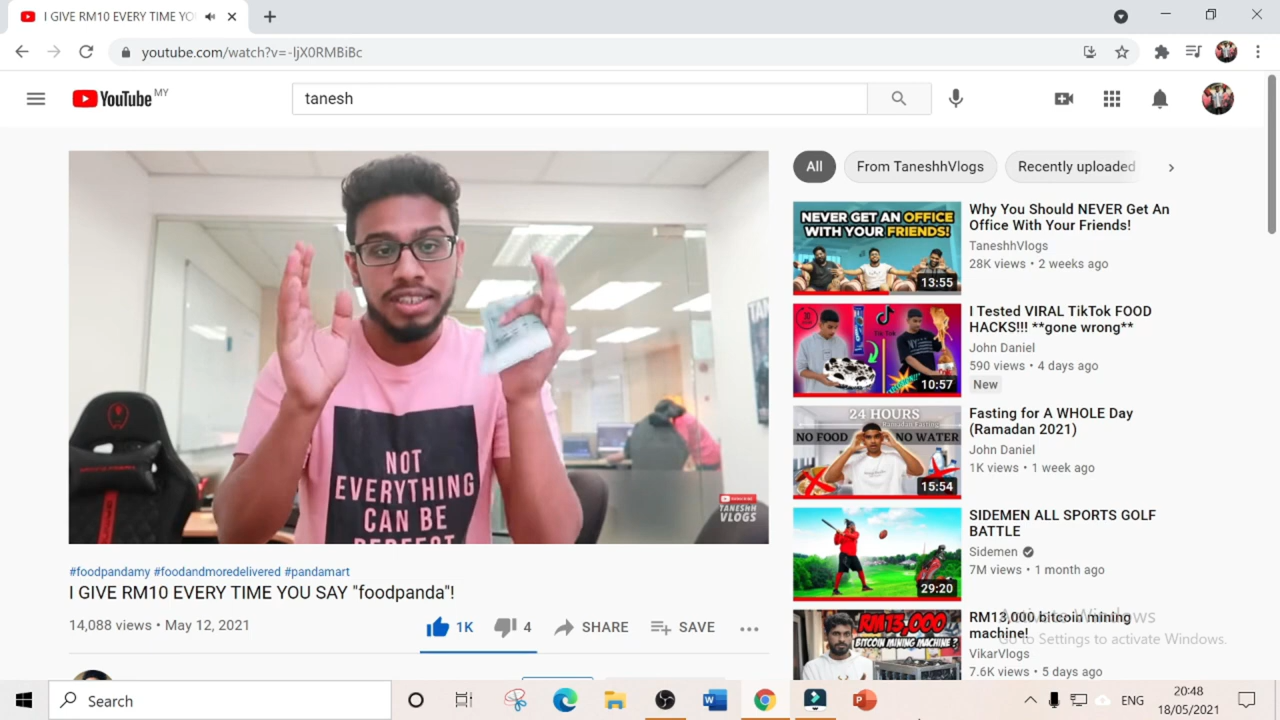 I GIVE RM10 EVERY TIME YO
youtube.com/watch?v=-ljX0RMBiBc
YouTube MY
tanesh
All
From TaneshhVlogs
Recently uploaded
NOT
EVERYTHING
CAN BE
PERFECT
SUBSCRIBE
TANESHH
VLOGS
#foodpandamy #foodandmoredelivered #pandamart
I GIVE RM10 EVERY TIME YOU SAY "foodpanda"!
14,088 views • May 12, 2021
1K
4
SHARE
SAVE
NEVER GET AN OFFICE
WITH YOUR FRIENDS!
13:55
Why You Should NEVER Get An
Office With Your Friends!
TaneshhVlogs
28K views • 2 weeks ago
TikTok
10:57
I Tested VIRAL TikTok FOOD
HACKS!!! **gone wrong**
John Daniel
590 views • 4 days ago
New
24 HOURS
Ramadan Fasting
NO FOOD
NO WATER
15:54
Fasting for A WHOLE Day
(Ramadan 2021)
John Daniel
1K views • 1 week ago
29:20
SIDEMEN ALL SPORTS GOLF
BATTLE
Sidemen
7M views • 1 month ago
RM13,000
BITCOIN MINING MACHINE?
RM13,000 bitcoin mining
machine!
VikarVlogs
7.6K views • 5 days ago
Activate Windows
Go to Settings to activate Windows.
Search
ENG
20:48
18/05/2021